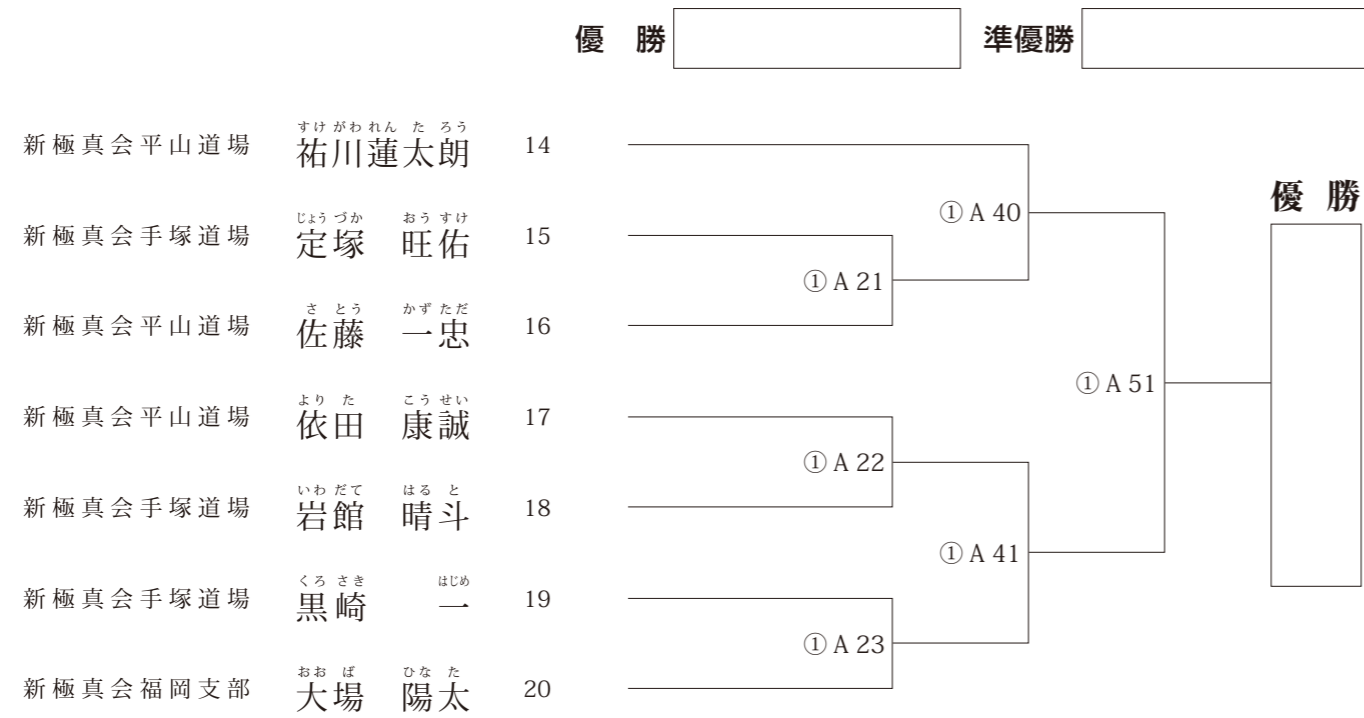 優　勝　準優勝
すけがわれんたろう
新極真会平山道場　祐川蓮太朗　14
じょうづか　おうすけ
新極真会手塚道場　定塚　旺佑　15
さとう　かずただ
新極真会平山道場　佐藤　一忠　16
よりた　こうせい
新極真会平山道場　依田　康誠　17
いわだて　はると
新極真会手塚道場　岩館　晴斗　18
くろさき　はじめ
新極真会手塚道場　黒崎　一　19
おおば　ひなた
新極真会福岡支部　大場　陽太　20
①A 21
①A 22
①A 23
①A 40
①A 41
①A 51
優　勝